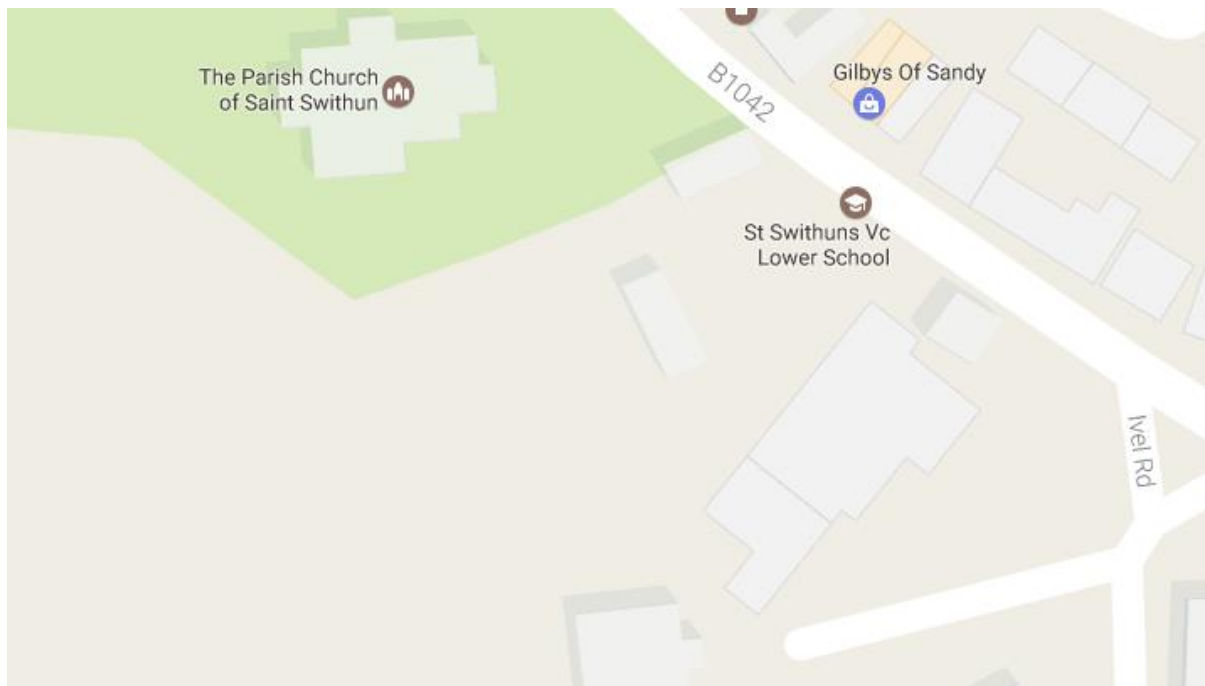 The Parish Church
of Saint Swithun
B1042
Gilbys Of Sandy
St Swithuns Vc
Lower School
Ivel Rd